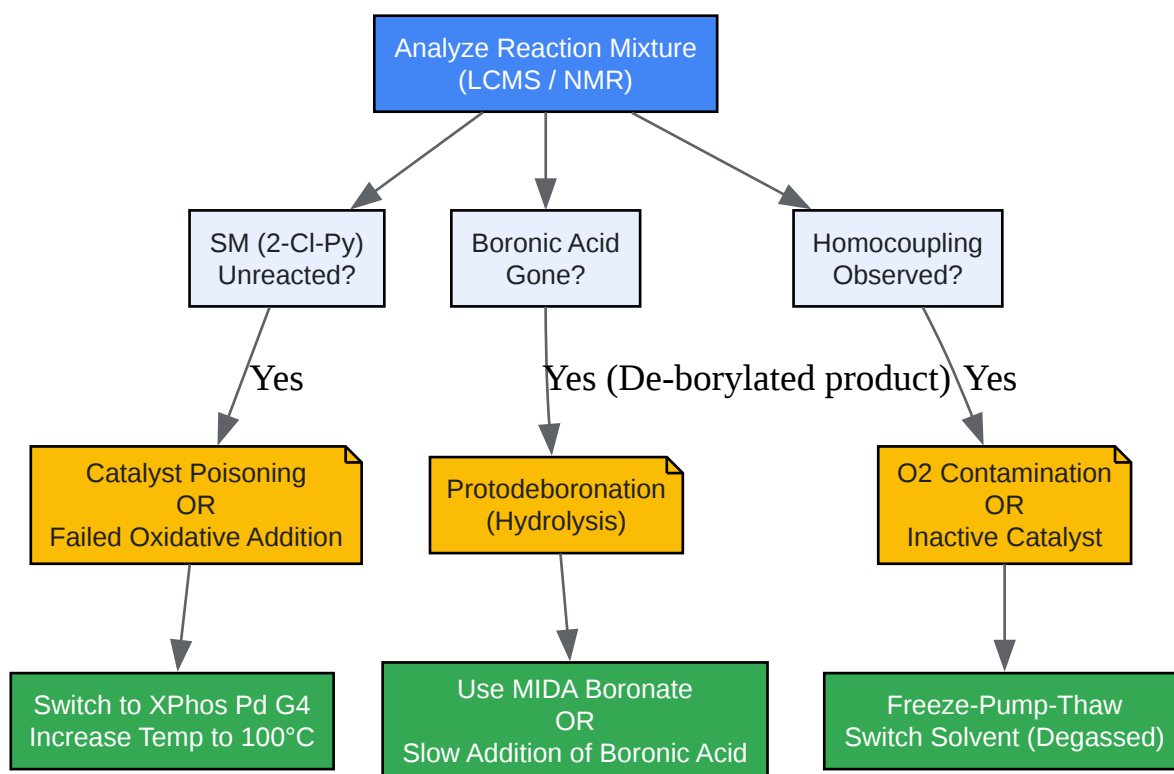 Analyze Reaction Mixture
(LCMS / NMR)
SM (2-Cl-Py)
Unreacted?
Boronic Acid
Gone?
Homocoupling
Observed?
Yes
Yes (De-borylated product)
Yes
Catalyst Poisoning
OR
Failed Oxidative Addition
Protodeboronation
(Hydrolysis)
O2 Contamination
OR
Inactive Catalyst
Switch to XPhos Pd G4
Increase Temp to 100°C
Use MIDA Boronate
OR
Slow Addition of Boronic Acid
Freeze-Pump-Thaw
Switch Solvent (Degassed)